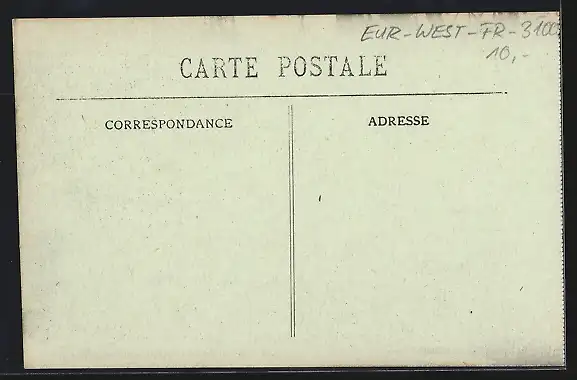 EUR-WEST-FR-3100
10,-
CARTE POSTALE
CORRESPONDANCE
ADRESSE